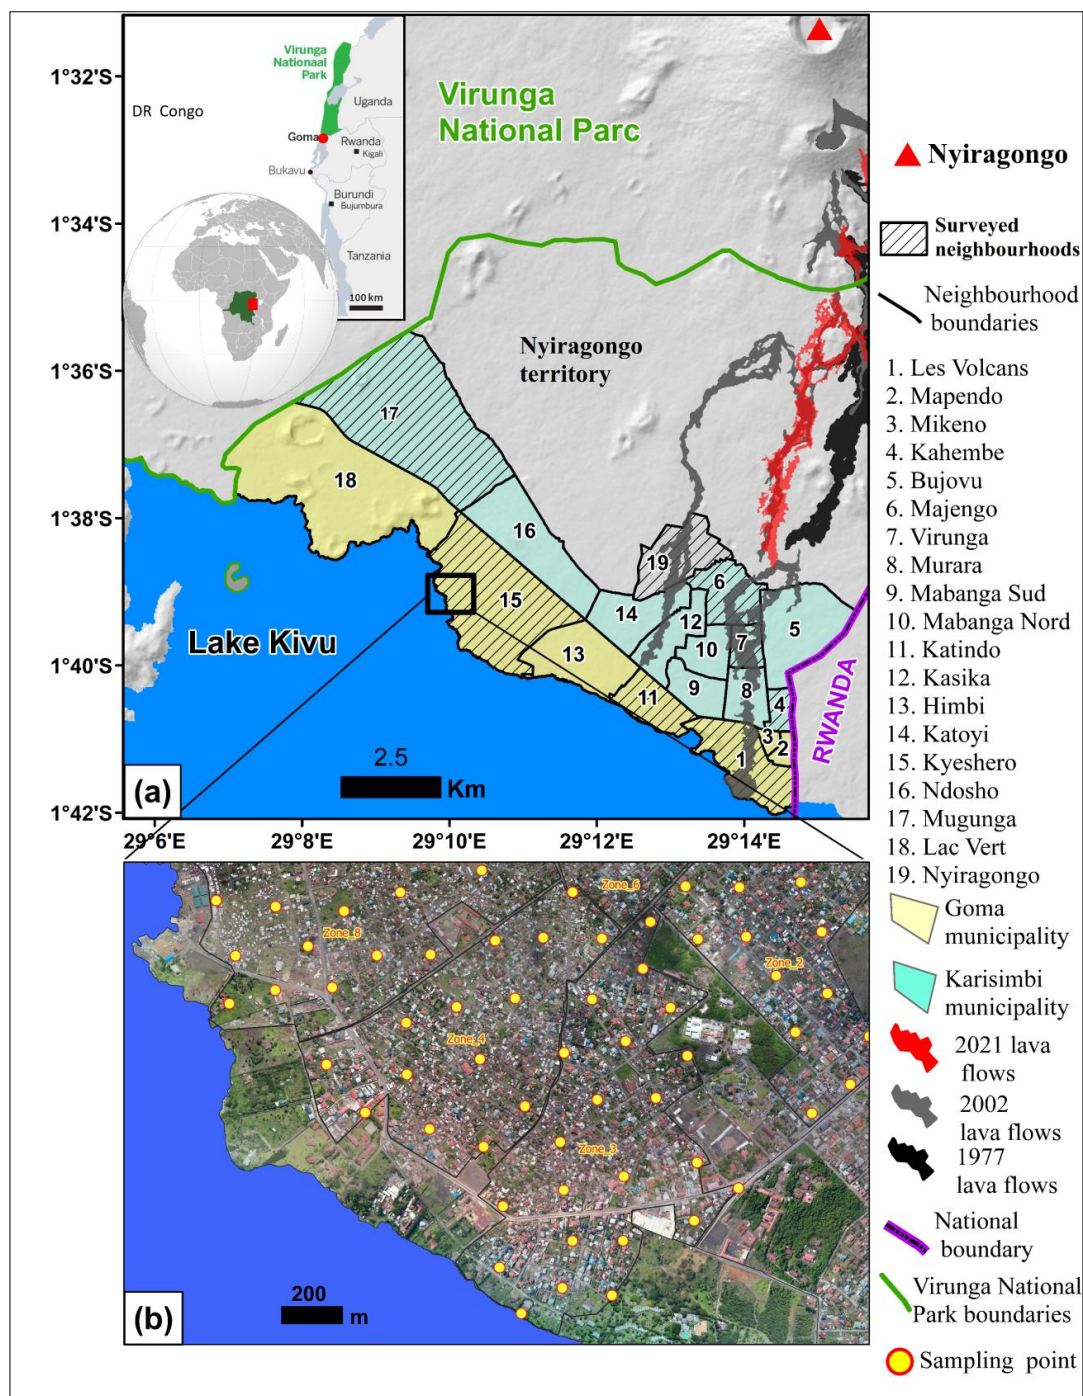 1°32'S
1°34'S
1°36'S
1°38'S
1°40'S
1°42'S
Virunga
Nationaal
Park
DR Congo
Uganda
Goma
Rwanda
Kigali
Bukavu
Burundi
Bujumbura
Tanzania
100 km
Virunga
National Parc
Nyiragongo
territory
17
18
16
19
6
15
14
12
5
10
7
13
9
8
4
11
3
2
1
Lake Kivu
RWANDA
2.5
Km
(a)
29°6'E
29°8'E
29°10'E
29°12'E
29°14'E
Zone_6
Zone_8
Zone_2
Zone_4
Zone_3
200
m
(b)
Nyiragongo
Surveyed
neighbourhoods
Neighbourhood
boundaries
1. Les Volcans
2. Mapendo
3. Mikeno
4. Kahembe
5. Bujovu
6. Majengo
7. Virunga
8. Murara
9. Mabanga Sud
10. Mabanga Nord
11. Katindo
12. Kasika
13. Himbi
14. Katoyi
15. Kyeshero
16. Ndosho
17. Mugunga
18. Lac Vert
19. Nyiragongo
Goma
municipality
Karisimbi
municipality
2021 lava
flows
2002
lava flows
1977
lava flows
National
boundary
Virunga National
Park boundaries
Sampling point